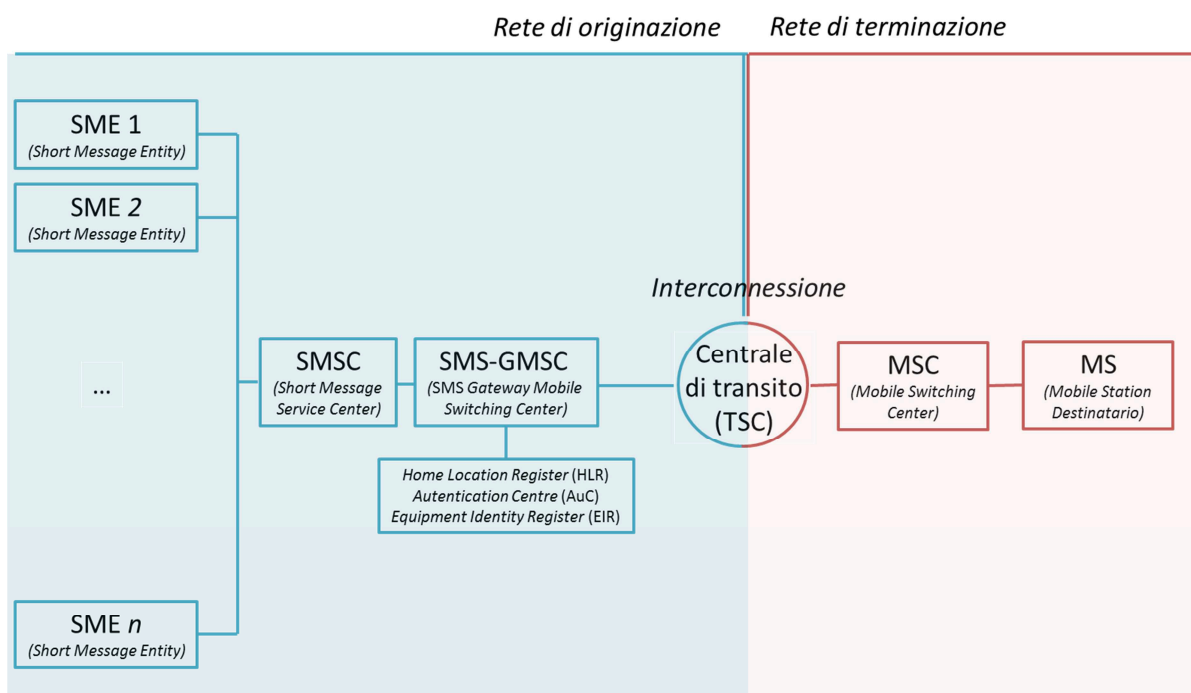 Rete di originazione
Rete di terminazione
SME 1
(Short Message Entity)
SME 2
(Short Message Entity)
...
Interconnessione
SMSC
(Short Message
Service Center)
SMS-GMSC
(SMS Gateway Mobile
Switching Center)
Centrale
di transito
(TSC)
MSC
(Mobile Switching
Center)
MS
(Mobile Station
Destinatario)
Home Location Register (HLR)
Autentication Centre (AuC)
Equipment Identity Register (EIR)
SME n
(Short Message Entity)